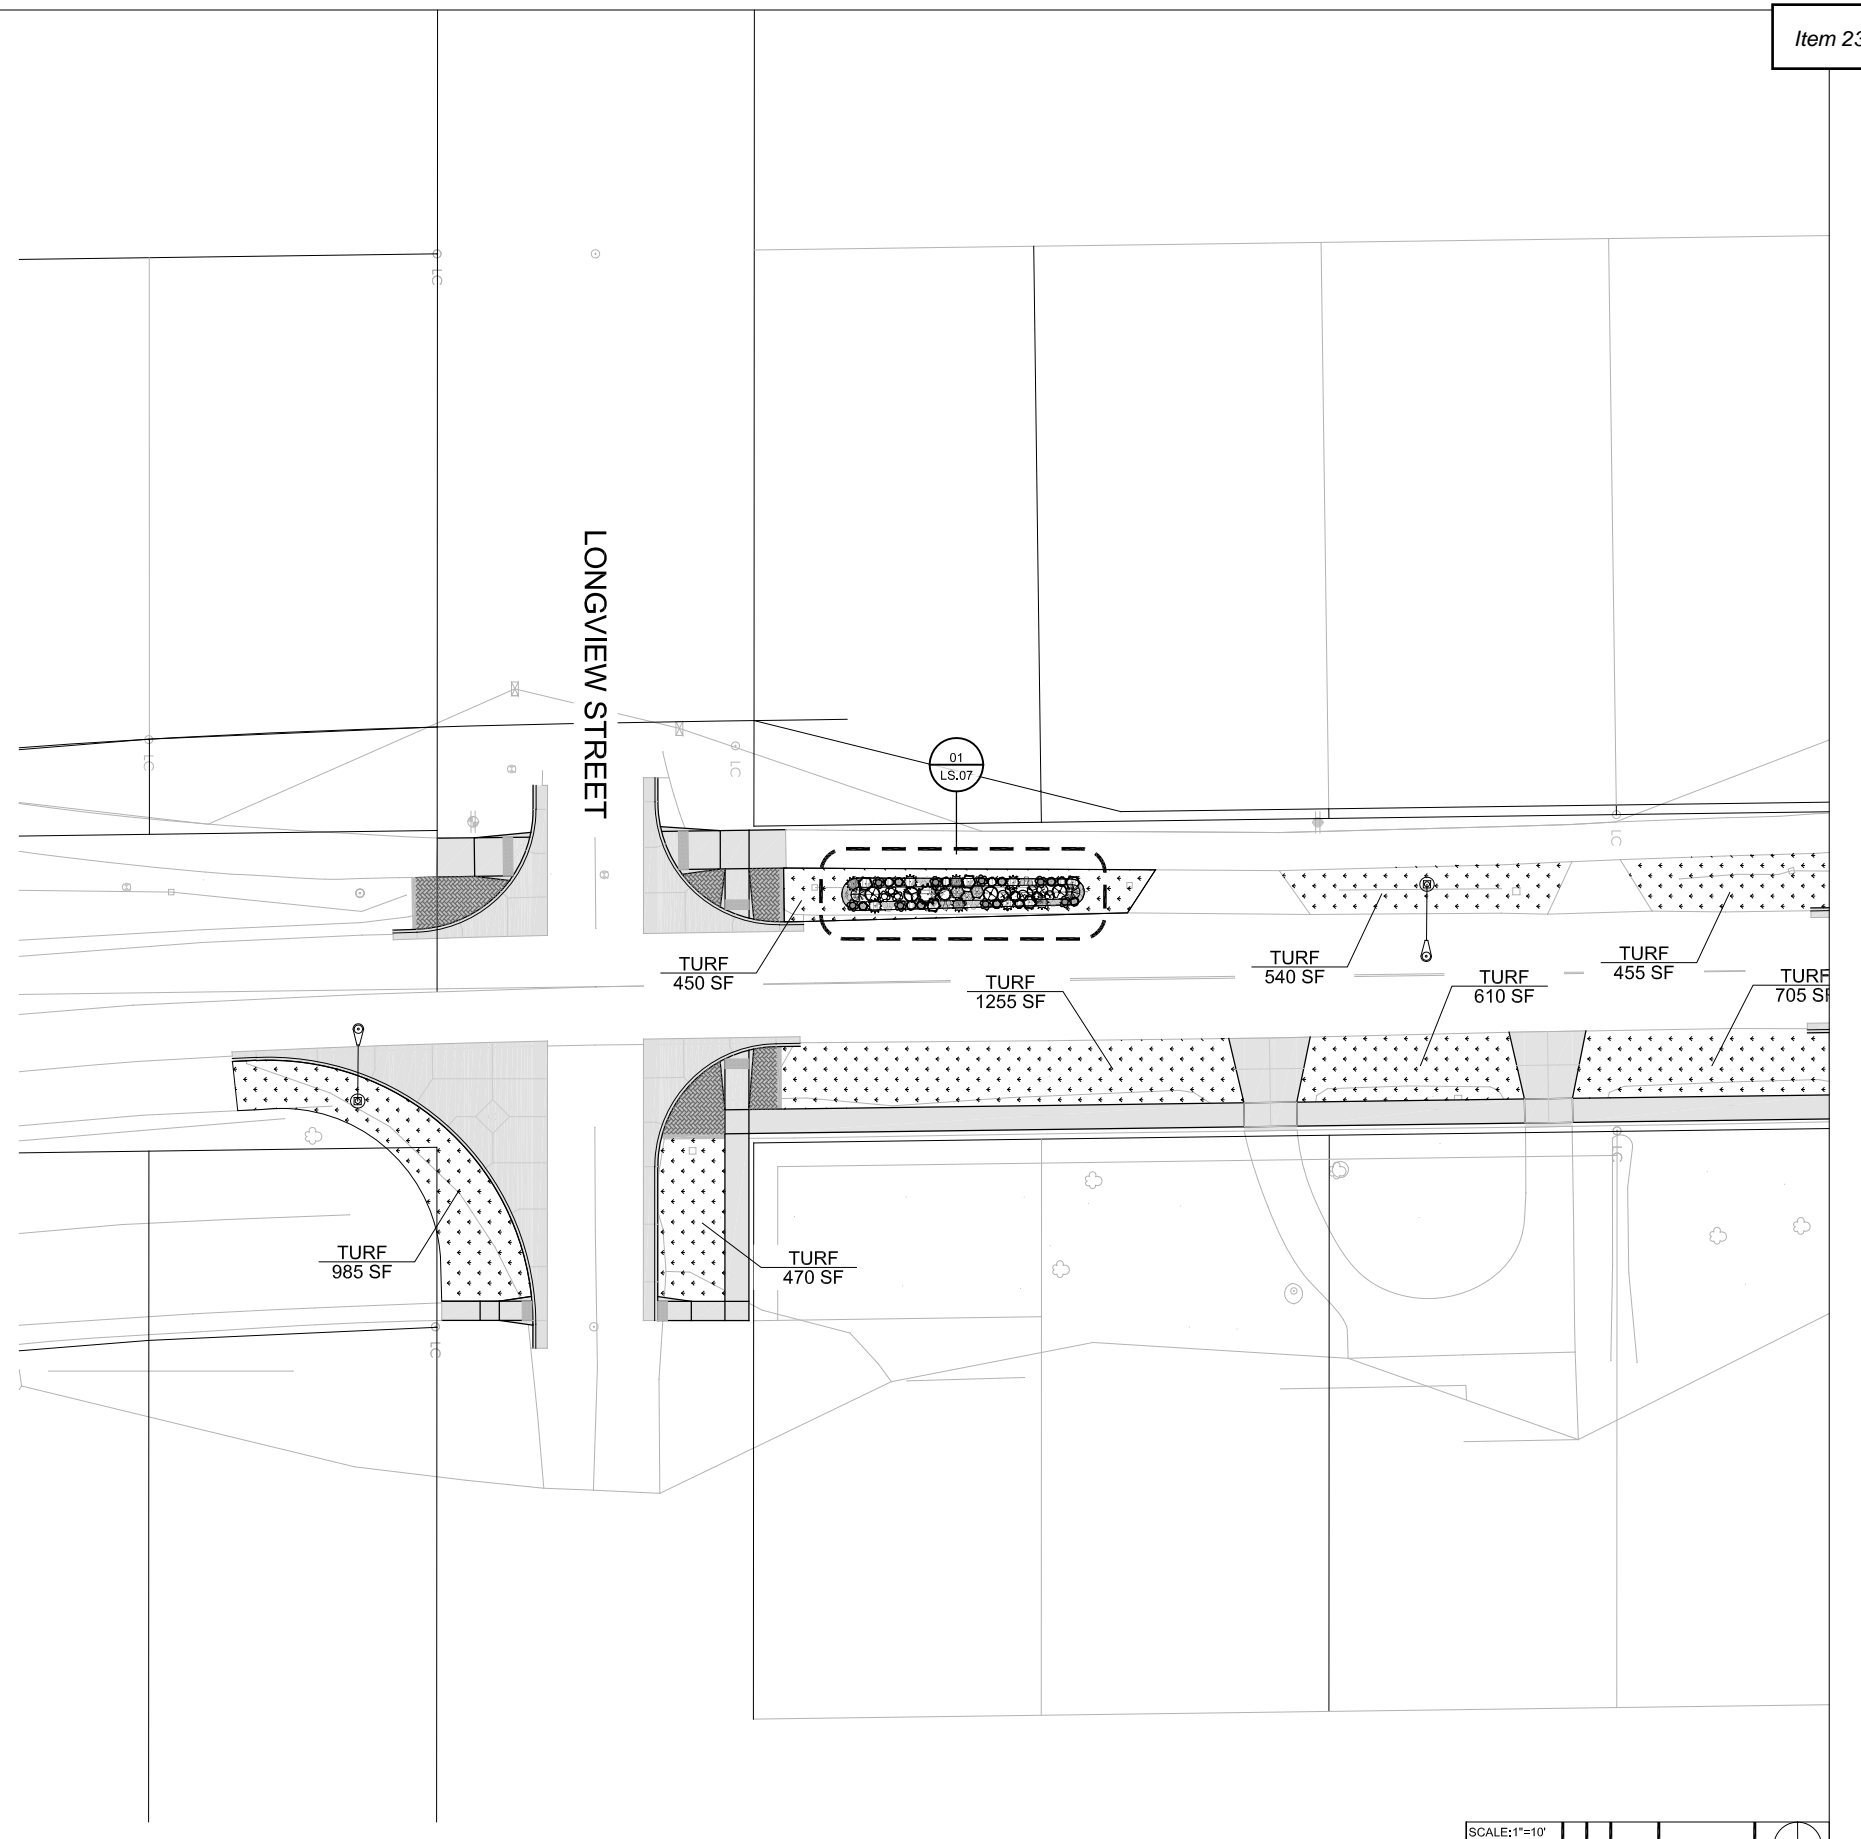 Item 23
LC
LONGVIEW STREET
LC
LC
01
LS.07
LC
TURF
450 SF
TURF
1255 SF
TURF
540 SF
TURF
610 SF
TURF
455 SF
TURF
705 SF
LC
TURF
985 SF
TURF
470 SF
LC
SCALE:1"=10'